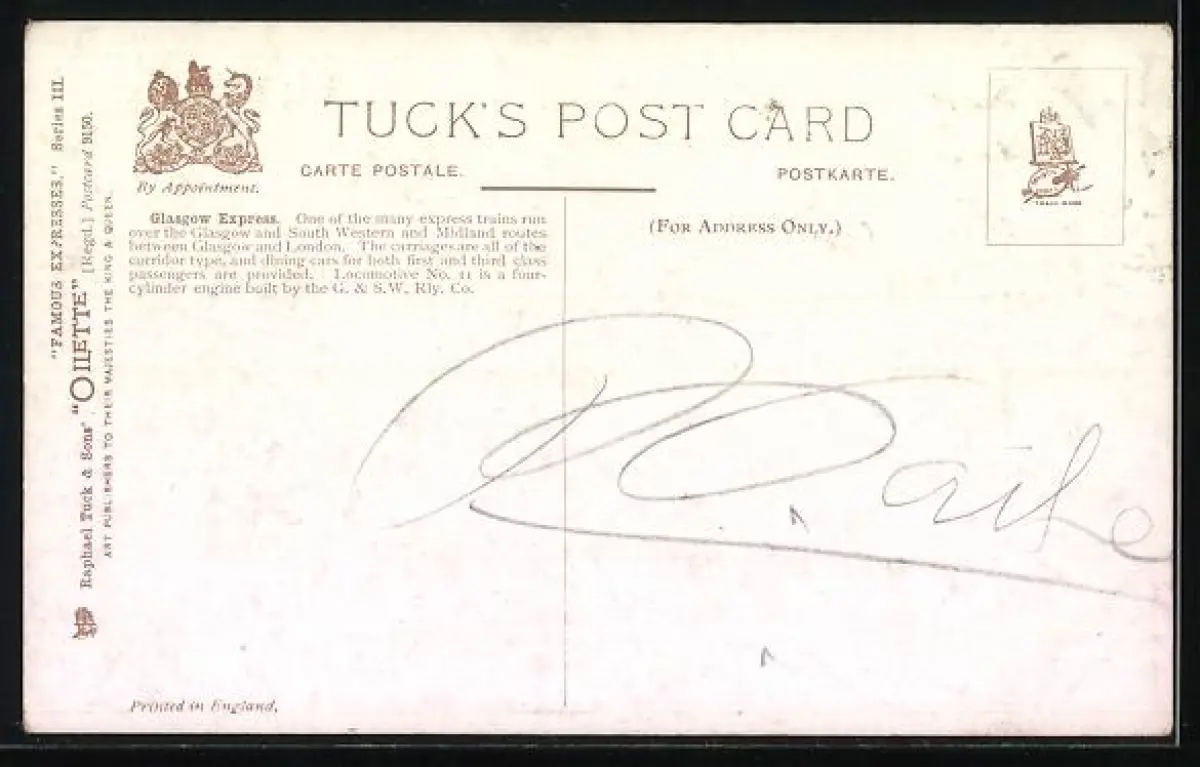 TUCK'S POST CARD
CARTE POSTALE.
POSTKARTE.
By Appointment.
(FOR ADDRESS ONLY.)
Glasgow Express. One of the many express trains run
over the Glasgow and South Western and Midland routes
between Glasgow and London. The carriages are all of the
corridor type, and dining cars for both first and third class
passengers are provided. Locomotive No. 11 is a four-
cylinder engine built by the G. & S.W. Rly. Co.
"FAMOUS EXPRESSES." Series III.
Raphael Tuck & Sons' "OILETTE" [Regd.] Postcard 9150.
ART PUBLISHERS TO THEIR MAJESTIES THE KING & QUEEN.
TRADE MARK
Printed in England.